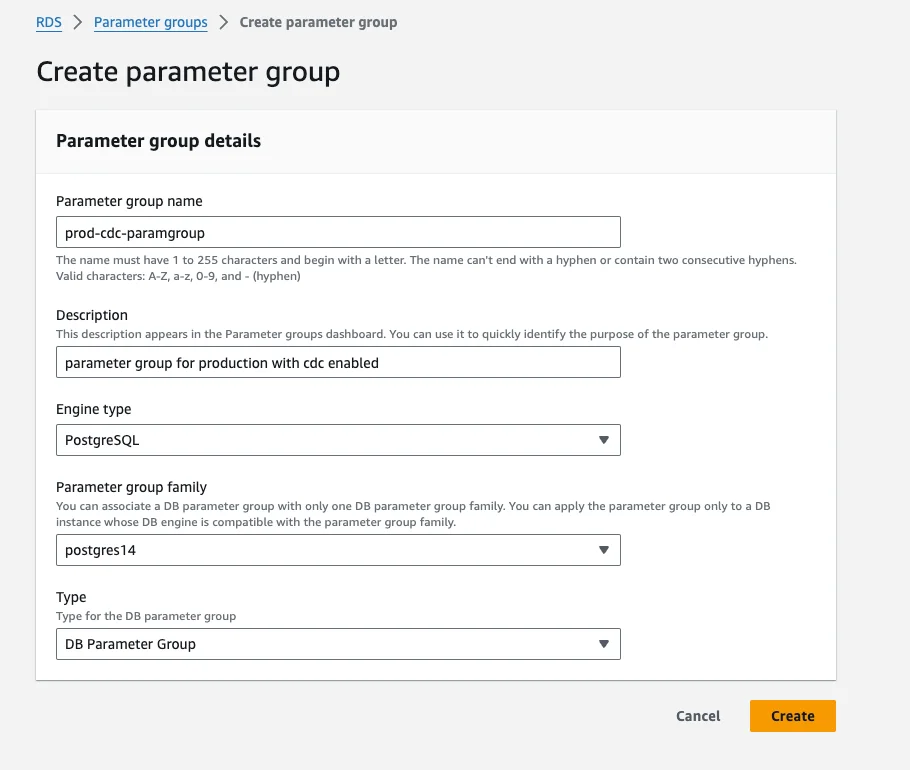 RDS > Parameter groups > Create parameter group
Create parameter group
Parameter group details
Parameter group name
prod-cdc-paramgroup
The name must have 1 to 255 characters and begin with a letter. The name can't end with a hyphen or contain two consecutive hyphens.
Valid characters: A-Z, a-z, 0-9, and - (hyphen)
Description
This description appears in the Parameter groups dashboard. You can use it to quickly identify the purpose of the parameter group.
parameter group for production with cdc enabled
Engine type
PostgreSQL
Parameter group family
You can associate a DB parameter group with only one DB parameter group family. You can apply the parameter group only to a DB
instance whose DB engine is compatible with the parameter group family.
postgres14
Type
Type for the DB parameter group
DB Parameter Group
Cancel Create